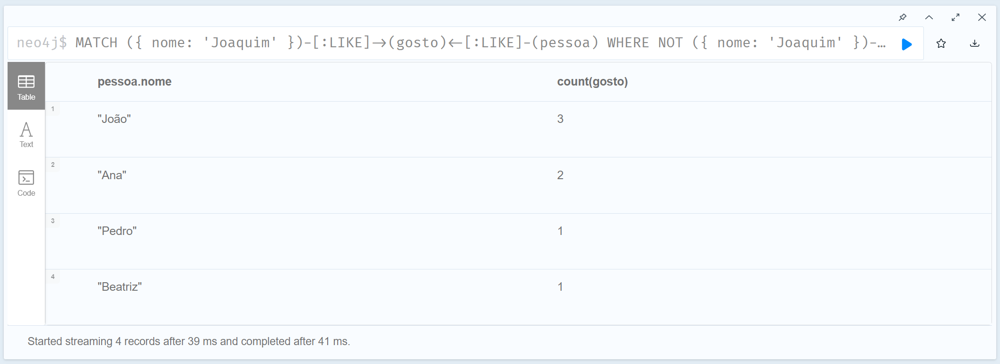 neo4j$ MATCH ({ nome: 'Joaquim' })-[:LIKE]->(gosto)<-[:LIKE]-(pessoa) WHERE NOT ({ nome: 'Joaquim' })-…
Table
Text
Code
pessoa.nome count(gosto)
1 "João" 3
2 "Ana" 2
3 "Pedro" 1
4 "Beatriz" 1
Started streaming 4 records after 39 ms and completed after 41 ms.